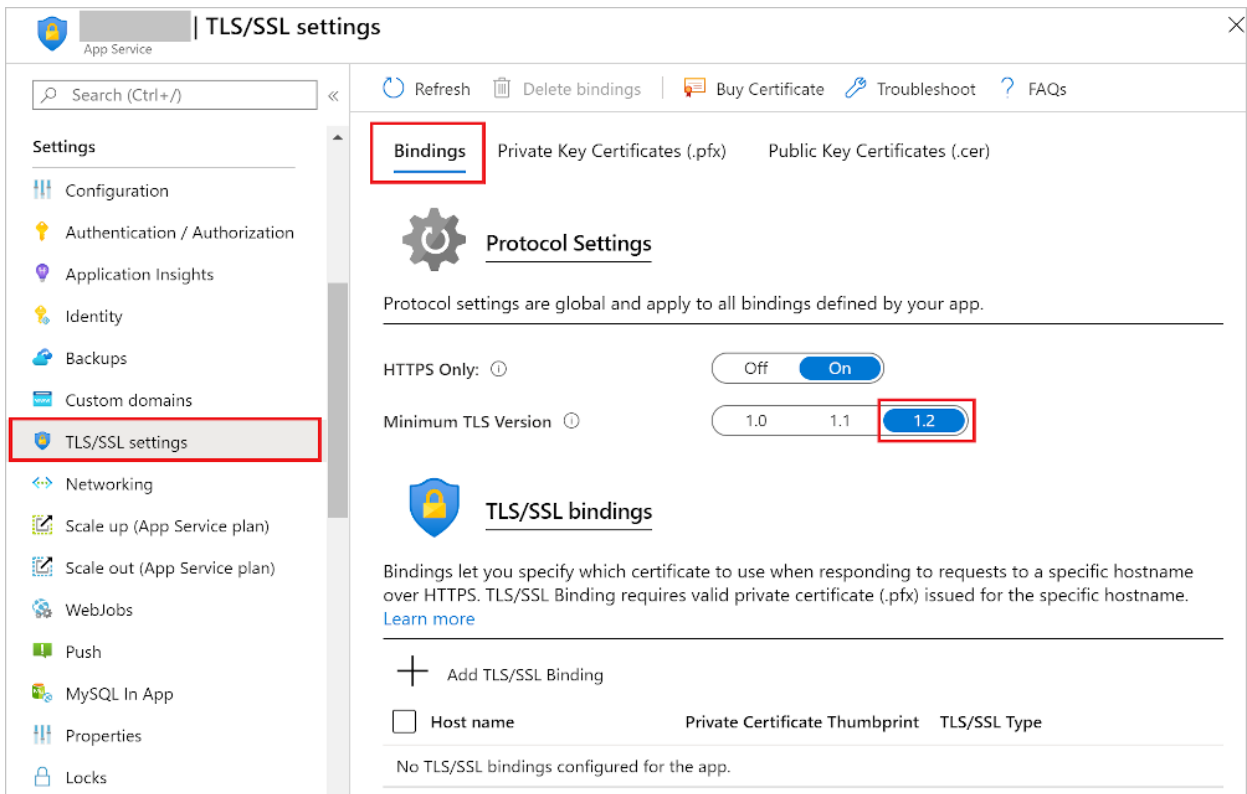 | TLS/SSL settings
App Service
Search (Ctrl+/)
«
Settings
Configuration
Authentication / Authorization
Application Insights
Identity
Backups
Custom domains
TLS/SSL settings
Networking
Scale up (App Service plan)
Scale out (App Service plan)
WebJobs
Push
MySQL In App
Properties
Locks
Refresh
Delete bindings
Buy Certificate
Troubleshoot
? FAQs
Bindings
Private Key Certificates (.pfx)
Public Key Certificates (.cer)
Protocol Settings
Protocol settings are global and apply to all bindings defined by your app.
HTTPS Only:
Off On
Minimum TLS Version
1.0 1.1 1.2
TLS/SSL bindings
Bindings let you specify which certificate to use when responding to requests to a specific hostname
over HTTPS. TLS/SSL Binding requires valid private certificate (.pfx) issued for the specific hostname.
Learn more
Add TLS/SSL Binding
Host name Private Certificate Thumbprint TLS/SSL Type
No TLS/SSL bindings configured for the app.